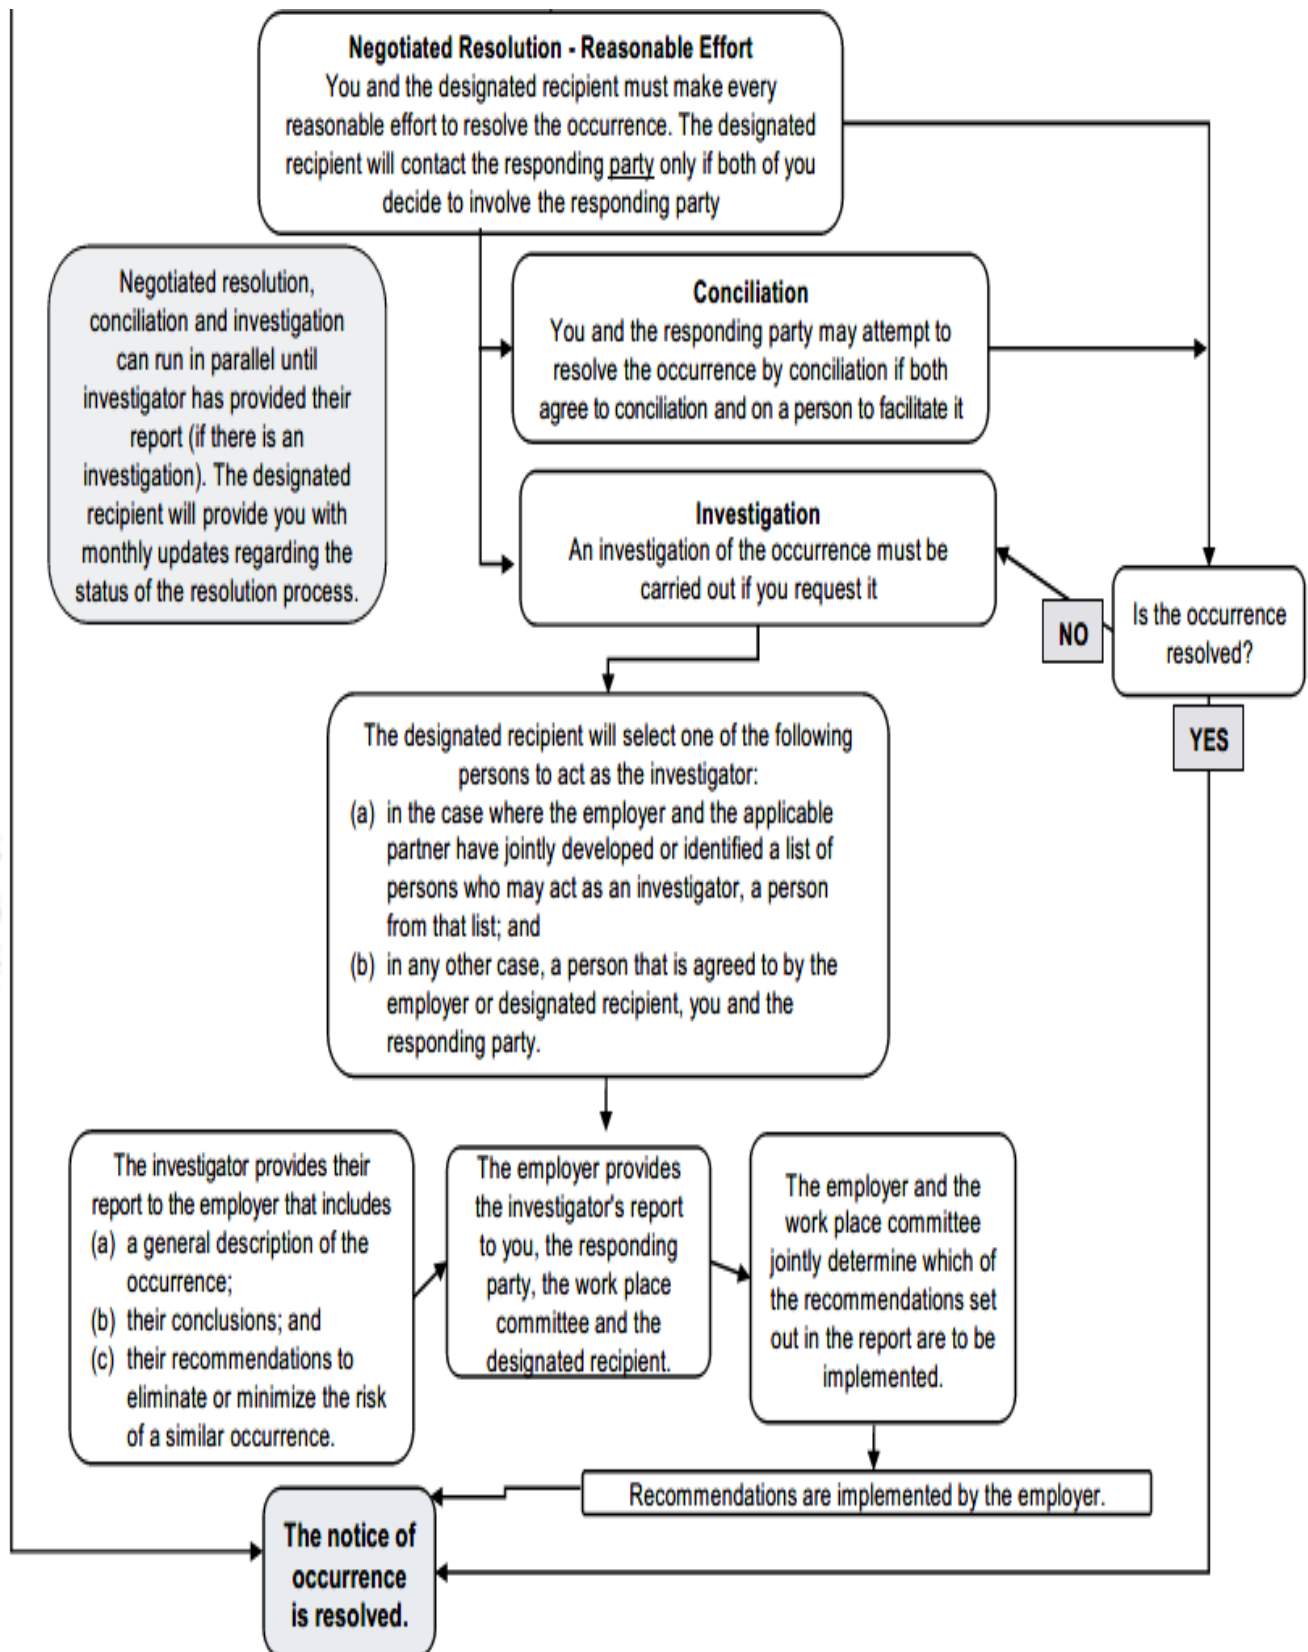 Negotiated Resolution - Reasonable Effort
You and the designated recipient must make every
reasonable effort to resolve the occurrence. The designated
recipient will contact the responding party only if both of you
decide to involve the responding party
Negotiated resolution,
conciliation and investigation
can run in parallel until
investigator has provided their
report (if there is an
investigation). The designated
recipient will provide you with
monthly updates regarding the
status of the resolution process.
Conciliation
You and the responding party may attempt to
resolve the occurrence by conciliation if both
agree to conciliation and on a person to facilitate it
Investigation
An investigation of the occurrence must be
carried out if you request it
NO
Is the occurrence
resolved?
YES
The designated recipient will select one of the following
persons to act as the investigator:
(a) in the case where the employer and the applicable
partner have jointly developed or identified a list of
persons who may act as an investigator, a person
from that list; and
(b) in any other case, a person that is agreed to by the
employer or designated recipient, you and the
responding party.
The investigator provides their
report to the employer that includes
(a) a general description of the
occurrence;
(b) their conclusions; and
(c) their recommendations to
eliminate or minimize the risk
of a similar occurrence.
The employer provides
the investigator's report
to you, the responding
party, the work place
committee and the
designated recipient.
The employer and the
work place committee
jointly determine which of
the recommendations set
out in the report are to be
implemented.
Recommendations are implemented by the employer.
The notice of
occurrence
is resolved.